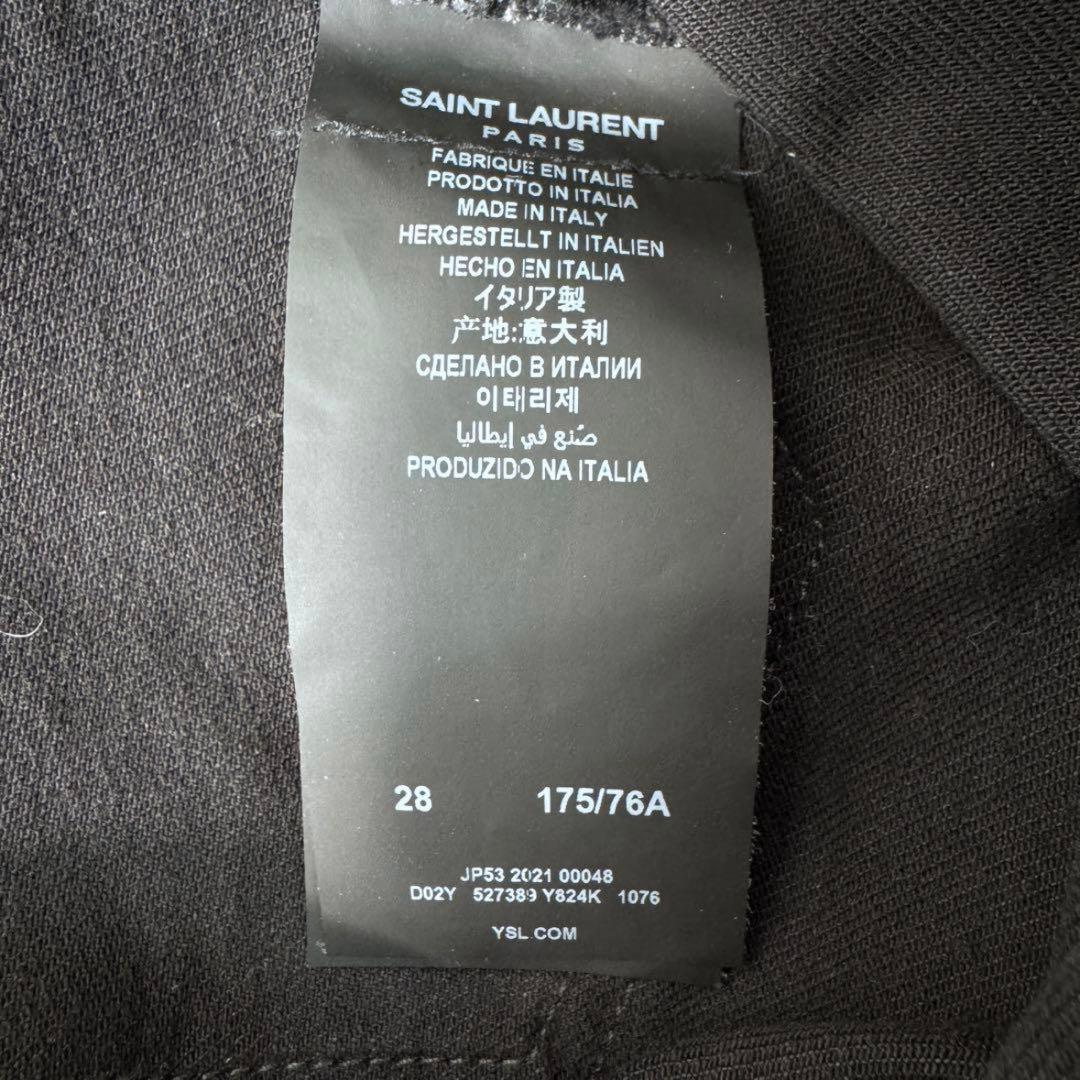 SAINT LAURENT
PARIS
FABRIQUE EN ITALIE
PRODOTTO IN ITALIA
MADE IN ITALY
HERGESTELLT IN ITALIEN
HECHO EN ITALIA
イタリア製
产地:意大利
СДЕЛАНО В ИТАЛИИ
이태리제
صُنع في إيطاليا
PRODUZIDO NA ITALIA
28 175/76A
JP53 2021 00048
D02Y 527389 Y824K 1076
YSL.COM